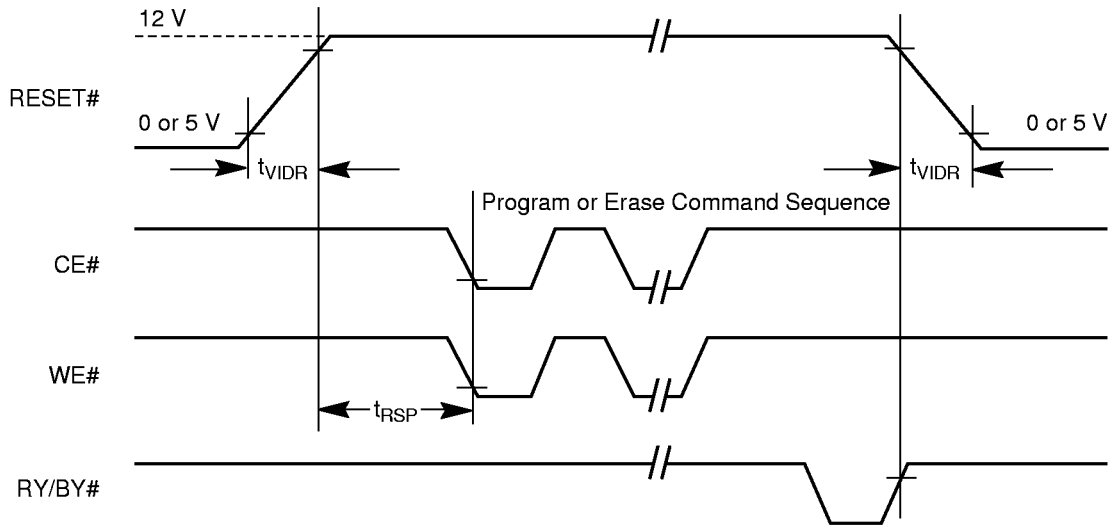 12 V
RESET#
0 or 5 V
0 or 5 V
tVIDR
tVIDR
Program or Erase Command Sequence
CE#
WE#
tRSP
RY/BY#